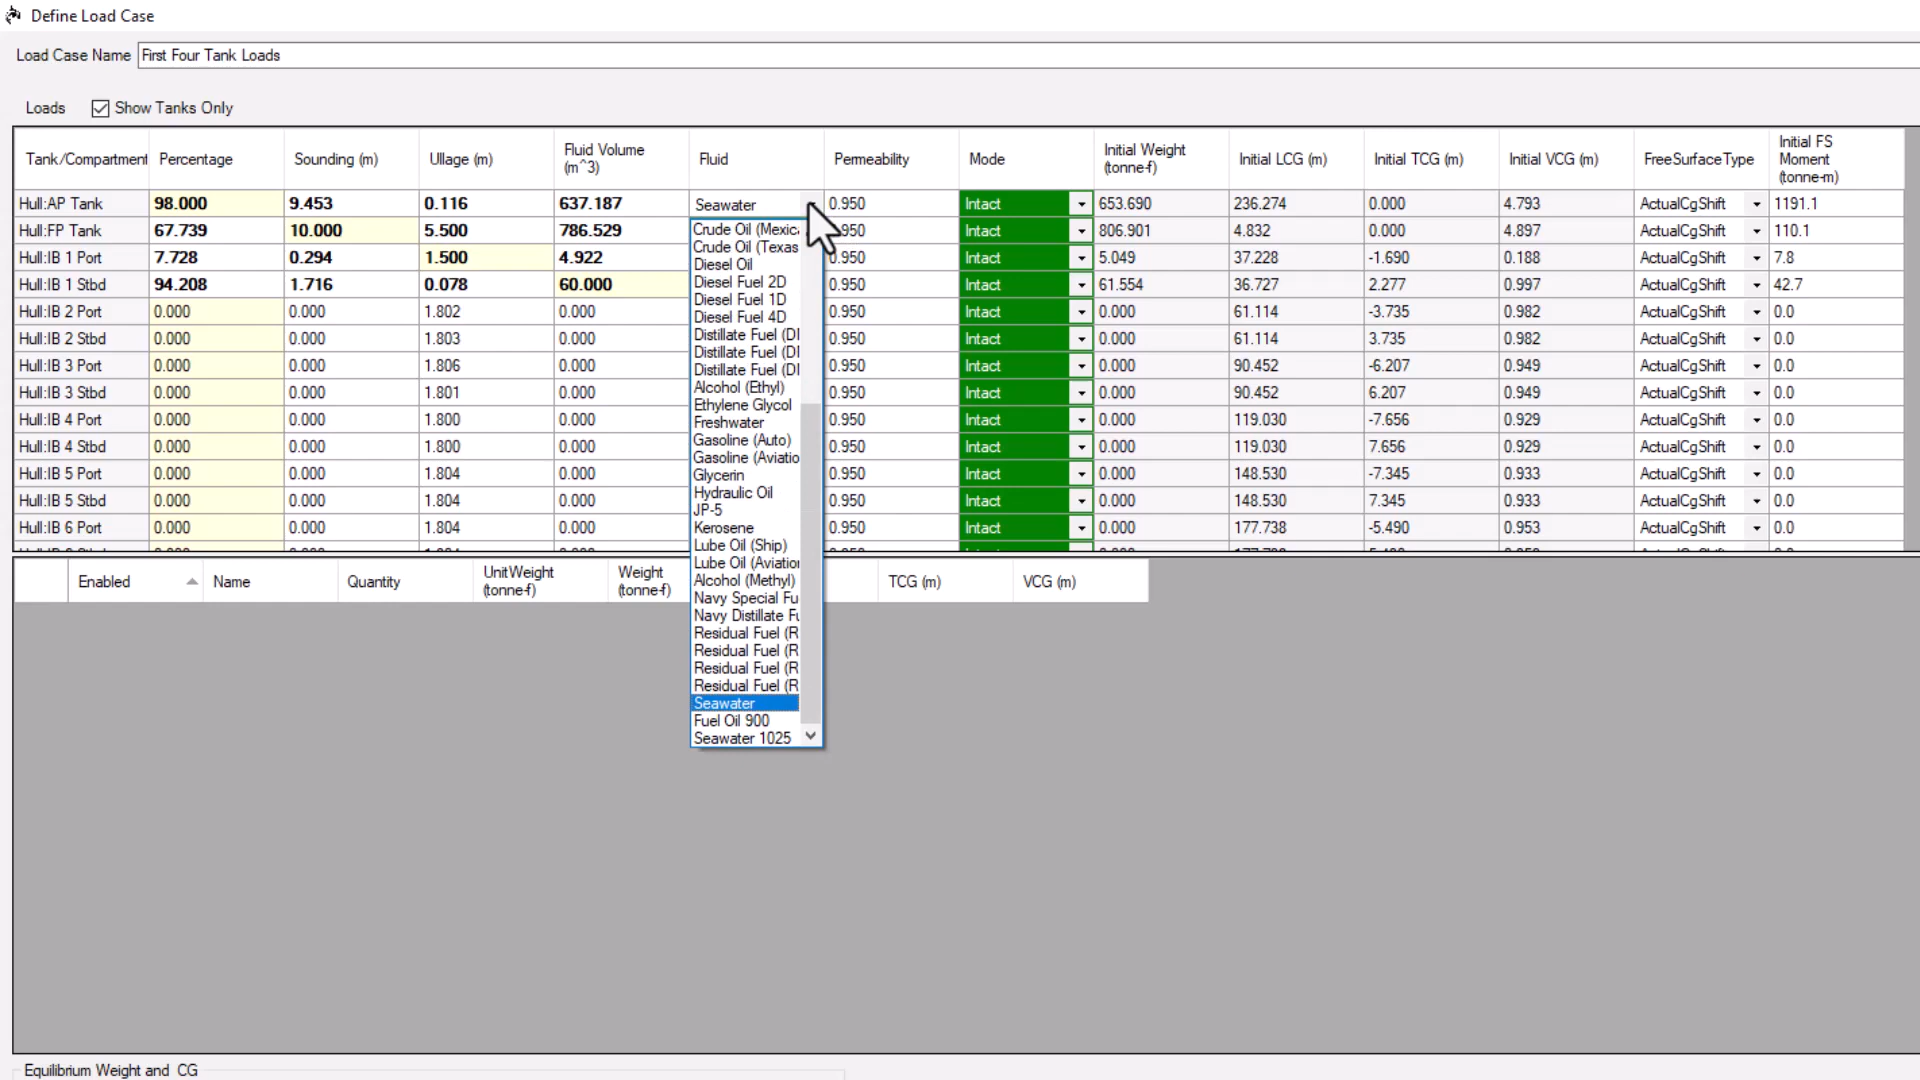 Define Load Case
Load Case Name First Four Tank Loads
Loads Show Tanks Only
Tank/Compartment Percentage Sounding (m) Ullage (m) Fluid Volume (m^3) Fluid Permeability Mode Initial Weight (tonne-f) Initial LCG (m) Initial TCG (m) Initial VCG (m) FreeSurfaceType Initial FS Moment (tonne-m)
Hull:AP Tank 98.000 9.453 0.116 637.187 Seawater 0.950 Intact 653.690 236.274 0.000 4.793 ActualCgShift 1191.1
Hull:FP Tank 67.739 10.000 5.500 786.529 .950 Intact 806.901 4.832 0.000 4.897 ActualCgShift 110.1
Hull:IB 1 Port 7.728 0.294 1.500 4.922 0.950 Intact 5.049 37.228 -1.690 0.188 ActualCgShift 7.8
Hull:IB 1 Stbd 94.208 1.716 0.078 60.000 0.950 Intact 61.554 36.727 2.277 0.997 ActualCgShift 42.7
Hull:IB 2 Port 0.000 0.000 1.802 0.000 0.950 Intact 0.000 61.114 -3.735 0.982 ActualCgShift 0.0
Hull:IB 2 Stbd 0.000 0.000 1.803 0.000 0.950 Intact 0.000 61.114 3.735 0.982 ActualCgShift 0.0
Hull:IB 3 Port 0.000 0.000 1.806 0.000 0.950 Intact 0.000 90.452 -6.207 0.949 ActualCgShift 0.0
Hull:IB 3 Stbd 0.000 0.000 1.801 0.000 0.950 Intact 0.000 90.452 6.207 0.949 ActualCgShift 0.0
Hull:IB 4 Port 0.000 0.000 1.800 0.000 0.950 Intact 0.000 119.030 -7.656 0.929 ActualCgShift 0.0
Hull:IB 4 Stbd 0.000 0.000 1.800 0.000 0.950 Intact 0.000 119.030 7.656 0.929 ActualCgShift 0.0
Hull:IB 5 Port 0.000 0.000 1.804 0.000 0.950 Intact 0.000 148.530 -7.345 0.933 ActualCgShift 0.0
Hull:IB 5 Stbd 0.000 0.000 1.804 0.000 0.950 Intact 0.000 148.530 7.345 0.933 ActualCgShift 0.0
Hull:IB 6 Port 0.000 0.000 1.804 0.000 0.950 Intact 0.000 177.738 -5.490 0.953 ActualCgShift 0.0
Crude Oil (Mexic
Crude Oil (Texas
Diesel Oil
Diesel Fuel 2D
Diesel Fuel 1D
Diesel Fuel 4D
Distillate Fuel (DI
Distillate Fuel (DI
Distillate Fuel (DI
Alcohol (Ethyl)
Ethylene Glycol
Freshwater
Gasoline (Auto)
Gasoline (Aviatio
Glycerin
Hydraulic Oil
JP-5
Kerosene
Lube Oil (Ship)
Lube Oil (Aviation
Alcohol (Methyl)
Navy Special Fu
Navy Distillate Fu
Residual Fuel (R
Residual Fuel (R
Residual Fuel (R
Residual Fuel (R
Seawater
Fuel Oil 900
Seawater 1025
Enabled Name Quantity UnitWeight (tonne-f) Weight (tonne-f) TCG (m) VCG (m)
Equilibrium Weight and CG